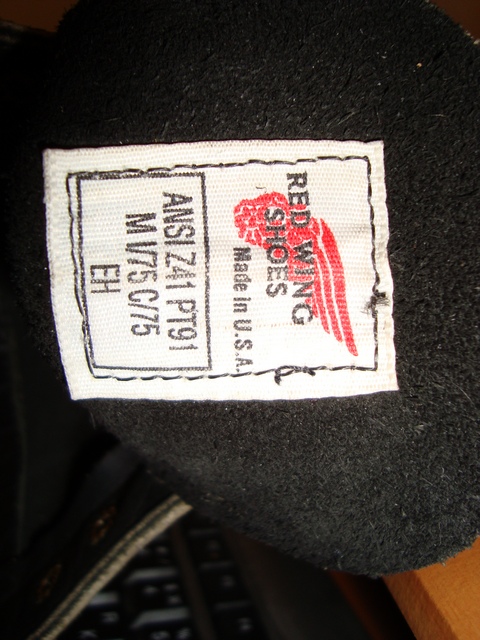 RED WING
SHOES
Made in U.S.A.
ANSI Z41 PT91
M I/75 C/75
EH